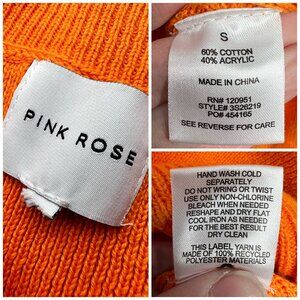 PINK ROSE
S
60% COTTON
40% ACRYLIC
MADE IN CHINA
RN# 120951
STYLE# 3S26219
PO# 454165
SEE REVERSE FOR CARE
HAND WASH COLD
SEPARATELY
DO NOT WRING OR TWIST
USE ONLY NON-CHLORINE
BLEACH WHEN NEEDED
RESHAPE AND DRY FLAT
COOL IRON AS NEEDED
FOR THE BEST RESULT
DRY CLEAN
THIS LABEL YARN IS
MADE OF 100% RECYCLED
POLYESTER MATERIALS